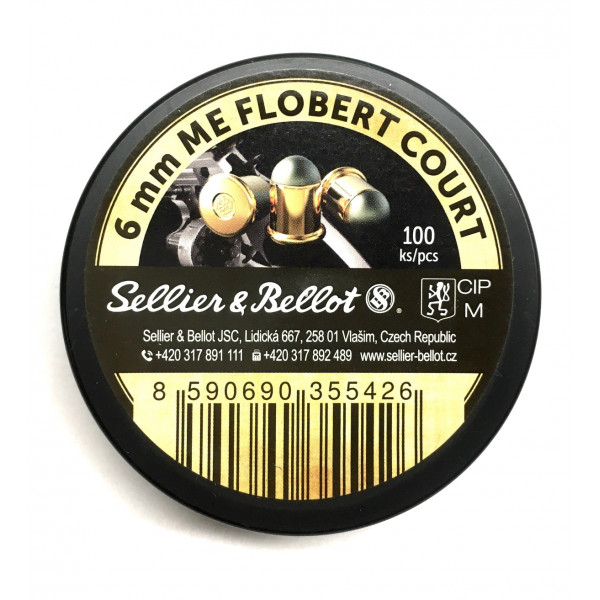 6 mm ME FLOBERT COURT
100
ks/pcs
Sellier & Bellot ®
CIP
M
Sellier & Bellot JSC, Lidická 667, 258 01 Vlašim, Czech Republic
+420 317 891 111 +420 317 892 489 www.sellier-bellot.cz
8 590690 355426